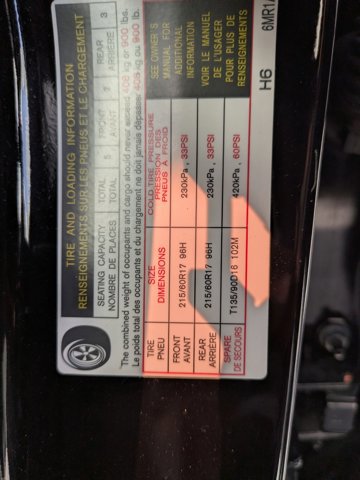 TIRE AND LOADING INFORMATION
RENSEIGNEMENTS SUR LES PNEUS ET LE CHARGEMENT
SEATING CAPACITY TOTAL 5 FRONT 2 REAR 3
NOMBRE DE PLACES TOTAL AVANT ARRIÈRE
The combined weight of occupants and cargo should never exceed 408 kg or 900 lbs.
Le poids total des occupants et du chargement ne doit jamais dépasser 408 kg ou 900 lb.
TIRE SIZE COLD TIRE PRESSURE
PNEU DIMENSIONS PRESSION DES PNEUS À FROID
FRONT
AVANT 215/60R17 96H 230kPa, 33PSI
REAR
ARRIÈRE 215/60R17 96H 230kPa, 33PSI
SPARE
DE SECOURS T135/90D16 102M 420kPa, 60PSI
SEE OWNER'S
MANUAL FOR
ADDITIONAL
INFORMATION
VOIR LE MANUEL
DE L'USAGER
POUR PLUS DE
RENSEIGNEMENTS
H6 6MR1